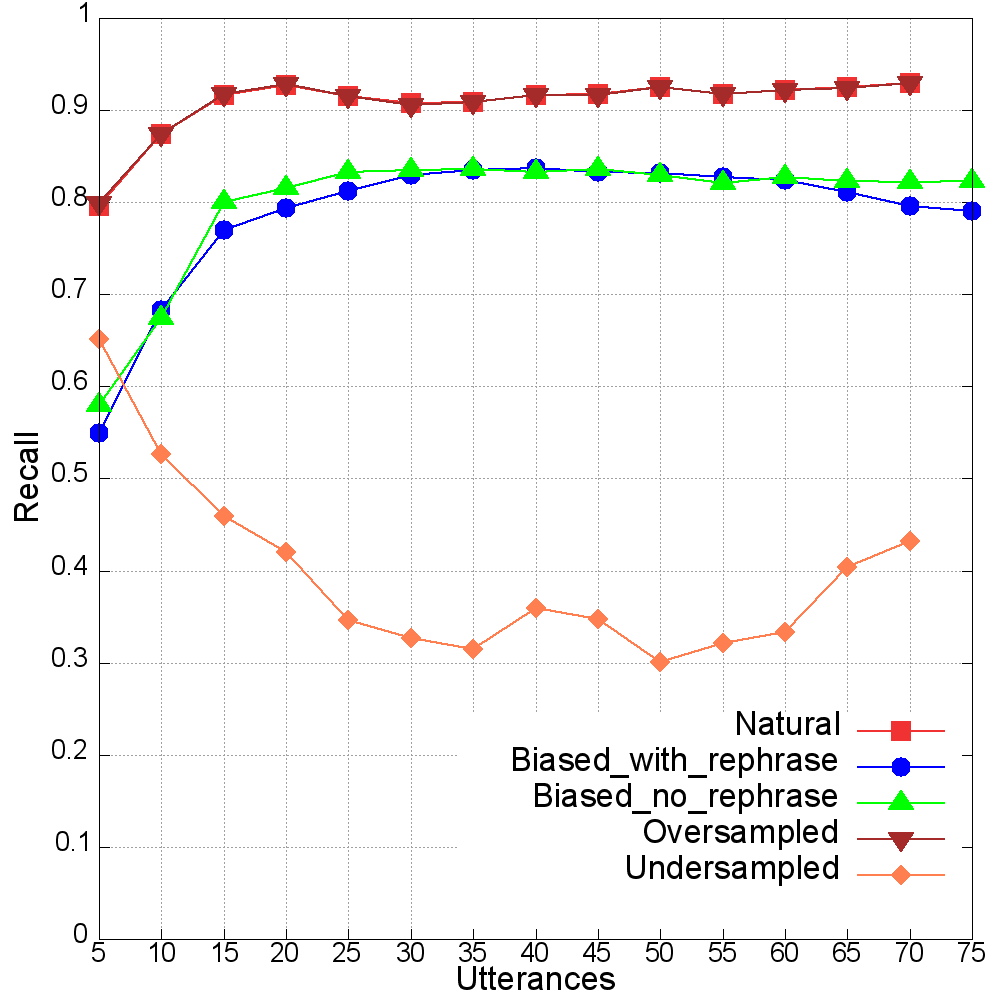 1
0.9
0.8
0.7
0.6
0.5
0.4
0.3
0.2
0.1
0
Recall
Natural
Biased_with_rephrase
Biased_no_rephrase
Oversampled
Undersampled
5 10 15 20 25 30 35 40 45 50 55 60 65 70 75
Utterances